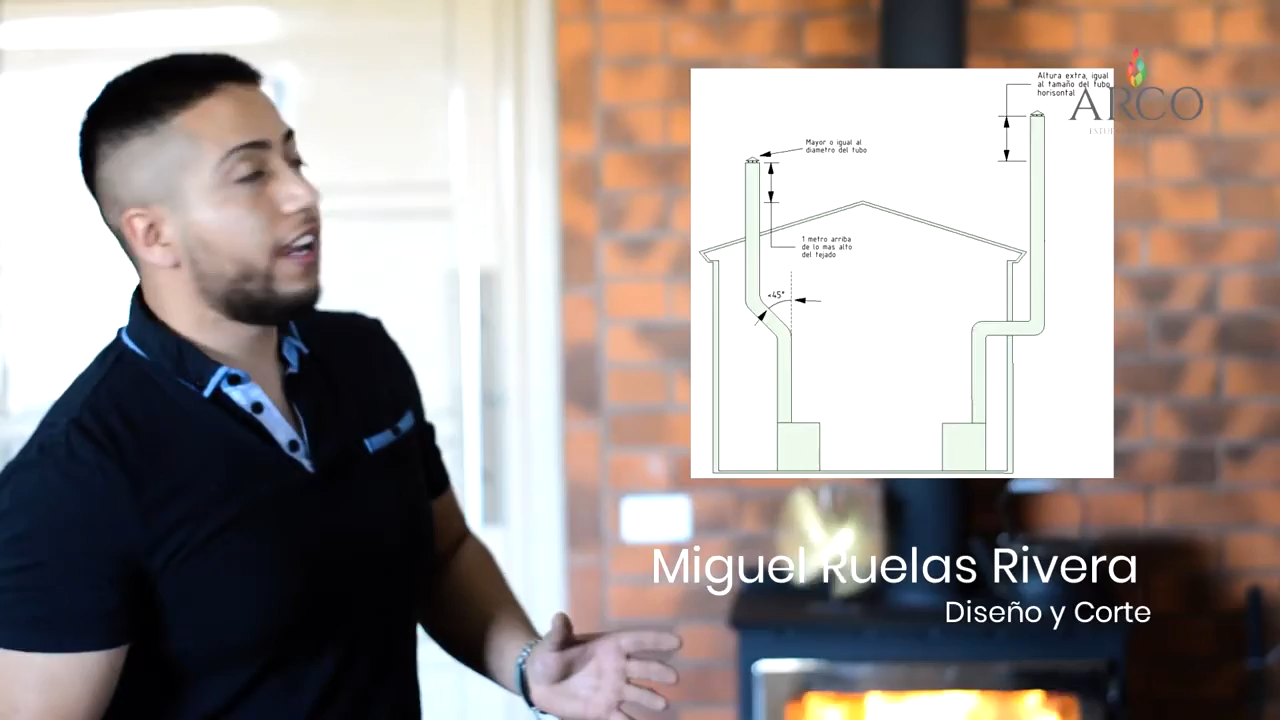 Altura extra, igual
al tamaño del tubo
horisontal
ARCO
Mayor o igual al
diametro del tubo
1 metro arriba
de lo mas alto
del tejado
<45°
Miguel Ruelas Rivera
Diseño y Corte